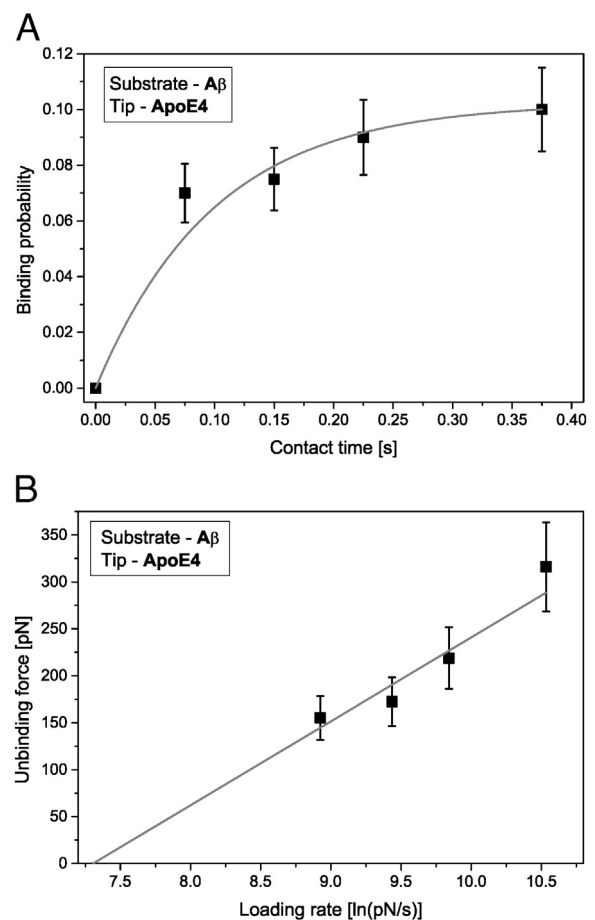 A
0.12
0.10
0.08
0.06
0.04
0.02
0.00
Binding probability
Substrate - Aβ
Tip - ApoE4
0.00 0.05 0.10 0.15 0.20 0.25 0.30 0.35 0.40
Contact time [s]
B
350
300
250
200
150
100
50
0
Unbinding force [pN]
Substrate - Aβ
Tip - ApoE4
7.5 8.0 8.5 9.0 9.5 10.0 10.5
Loading rate [ln(pN/s)]